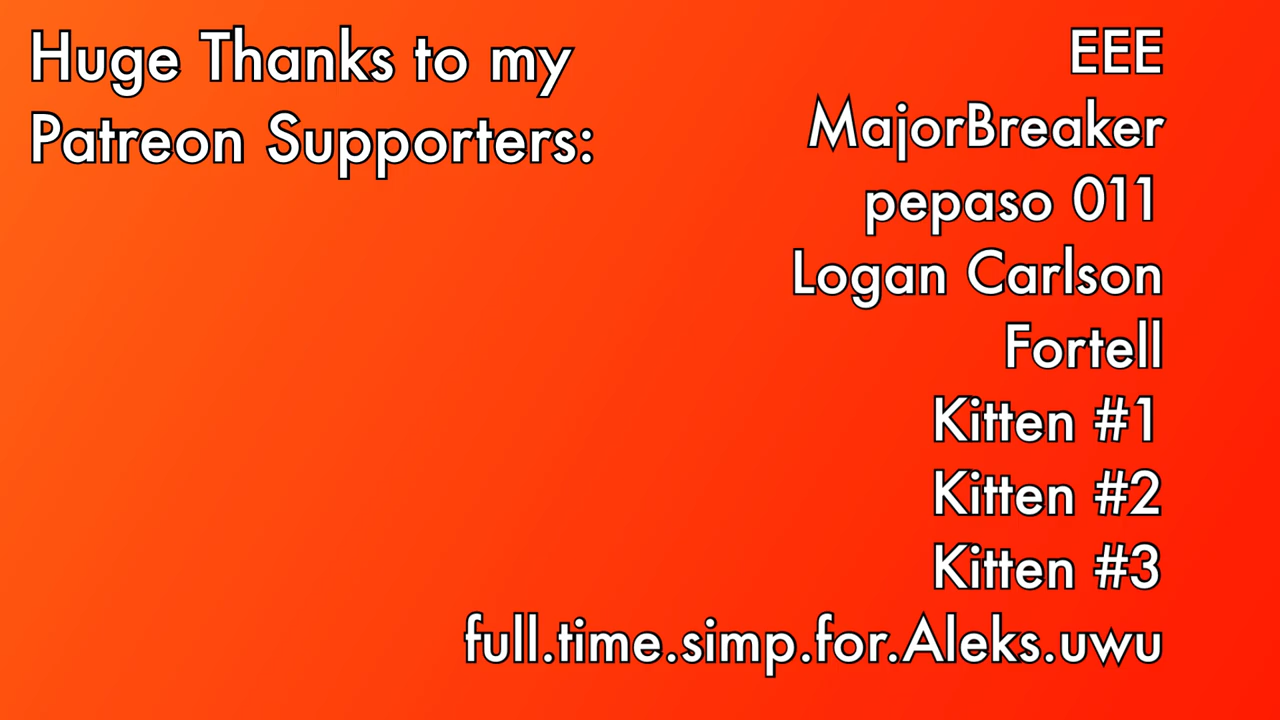 Huge Thanks to my
Patreon Supporters:
EEE
MajorBreaker
pepaso 011
Logan Carlson
Fortell
Kitten #1
Kitten #2
Kitten #3
full.time.simp.for.Aleks.uwu